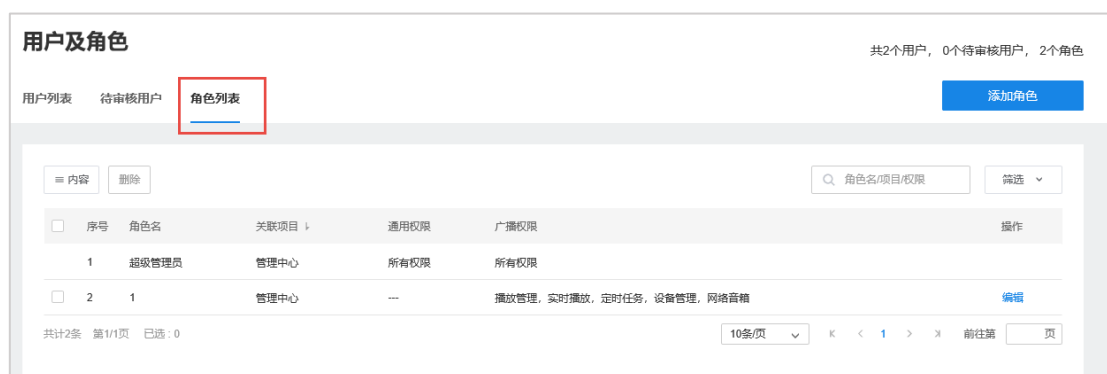 用户及角色
共2个用户， 0个待审核用户， 2个角色
用户列表 待审核用户 角色列表 添加角色
内容 删除 角色名/项目/权限 筛选
序号 角色名 关联项目 通用权限 广播权限 操作
1 超级管理员 管理中心 所有权限 所有权限
2 1 管理中心 --- 播放管理，实时播放，定时任务，设备管理，网络音箱 编辑
共计2条 第1/1页 已选 : 0 10条/页 1 前往第 页